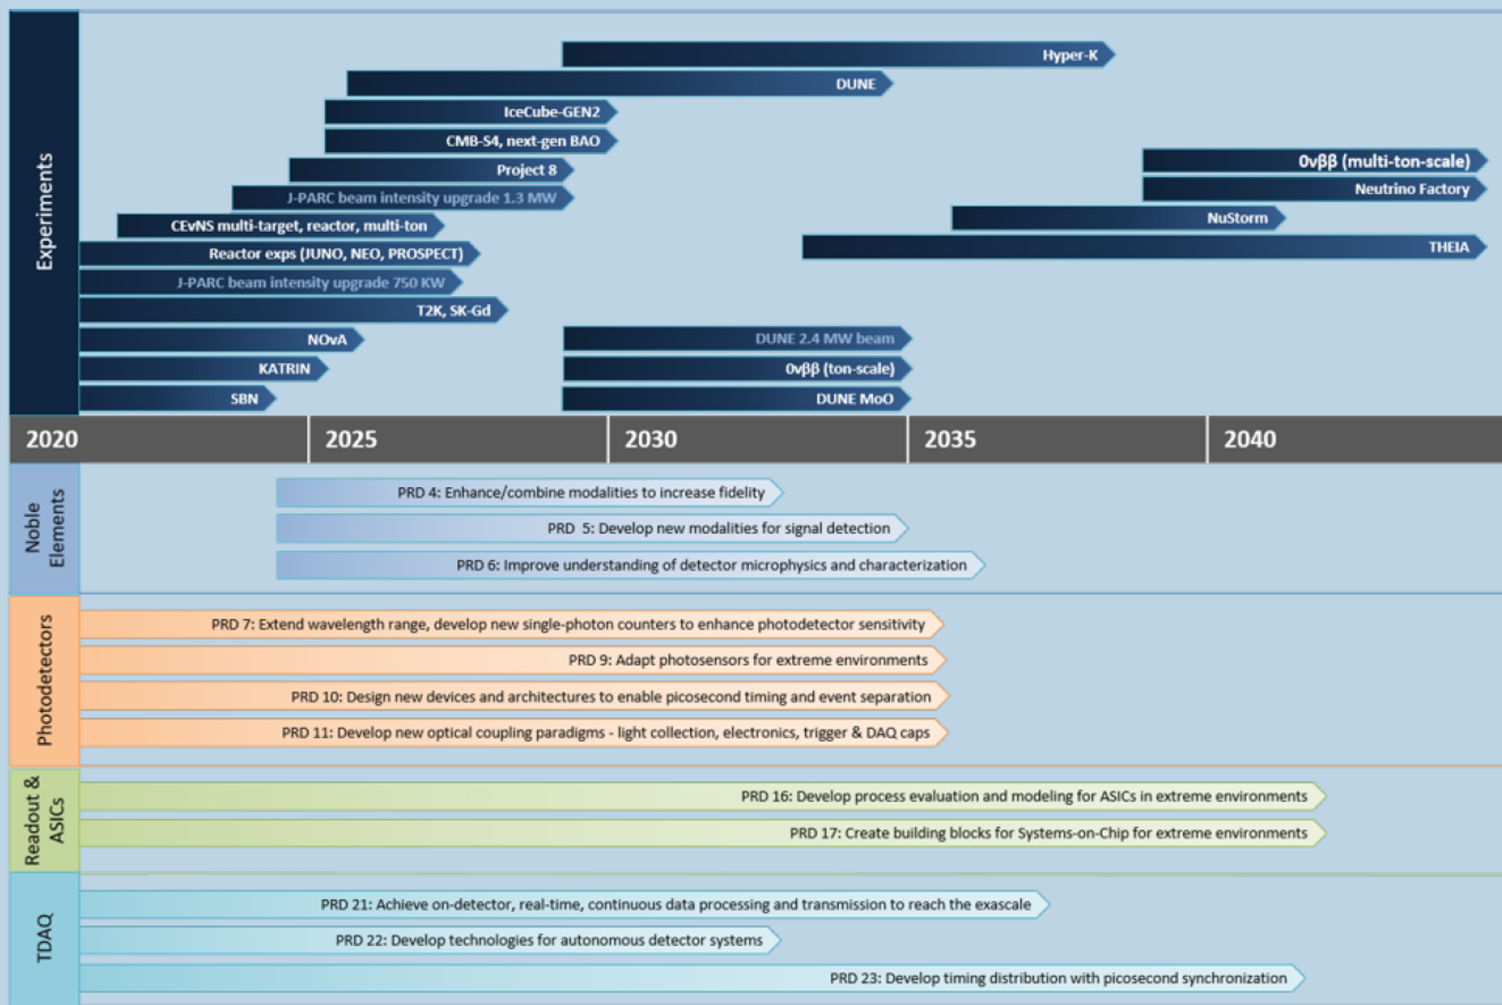 Experiments
Hyper-K
DUNE
IceCube-GEN2
CMB-S4, next-gen BAO
Project 8
J-PARC beam intensity upgrade 1.3 MW
CEvNS multi-target, reactor, multi-ton
Reactor exps (JUNO, NEO, PROSPECT)
J-PARC beam intensity upgrade 750 KW
T2K, SK-Gd
NOvA
KATRIN
SBN
0νββ (multi-ton-scale)
Neutrino Factory
NuStorm
THEIA
DUNE 2.4 MW beam
0νββ (ton-scale)
DUNE MoO
2020 2025 2030 2035 2040
Noble
Elements
PRD 4: Enhance/combine modalities to increase fidelity
PRD  5: Develop new modalities for signal detection
PRD 6: Improve understanding of detector microphysics and characterization
Photodetectors
PRD 7: Extend wavelength range, develop new single-photon counters to enhance photodetector sensitivity
PRD 9: Adapt photosensors for extreme environments
PRD 10: Design new devices and architectures to enable picosecond timing and event separation
PRD 11: Develop new optical coupling paradigms - light collection, electronics, trigger & DAQ caps
Readout &
ASICs
PRD 16: Develop process evaluation and modeling for ASICs in extreme environments
PRD 17: Create building blocks for Systems-on-Chip for extreme environments
TDAQ
PRD 21: Achieve on-detector, real-time, continuous data processing and transmission to reach the exascale
PRD 22: Develop technologies for autonomous detector systems
PRD 23: Develop timing distribution with picosecond synchronization